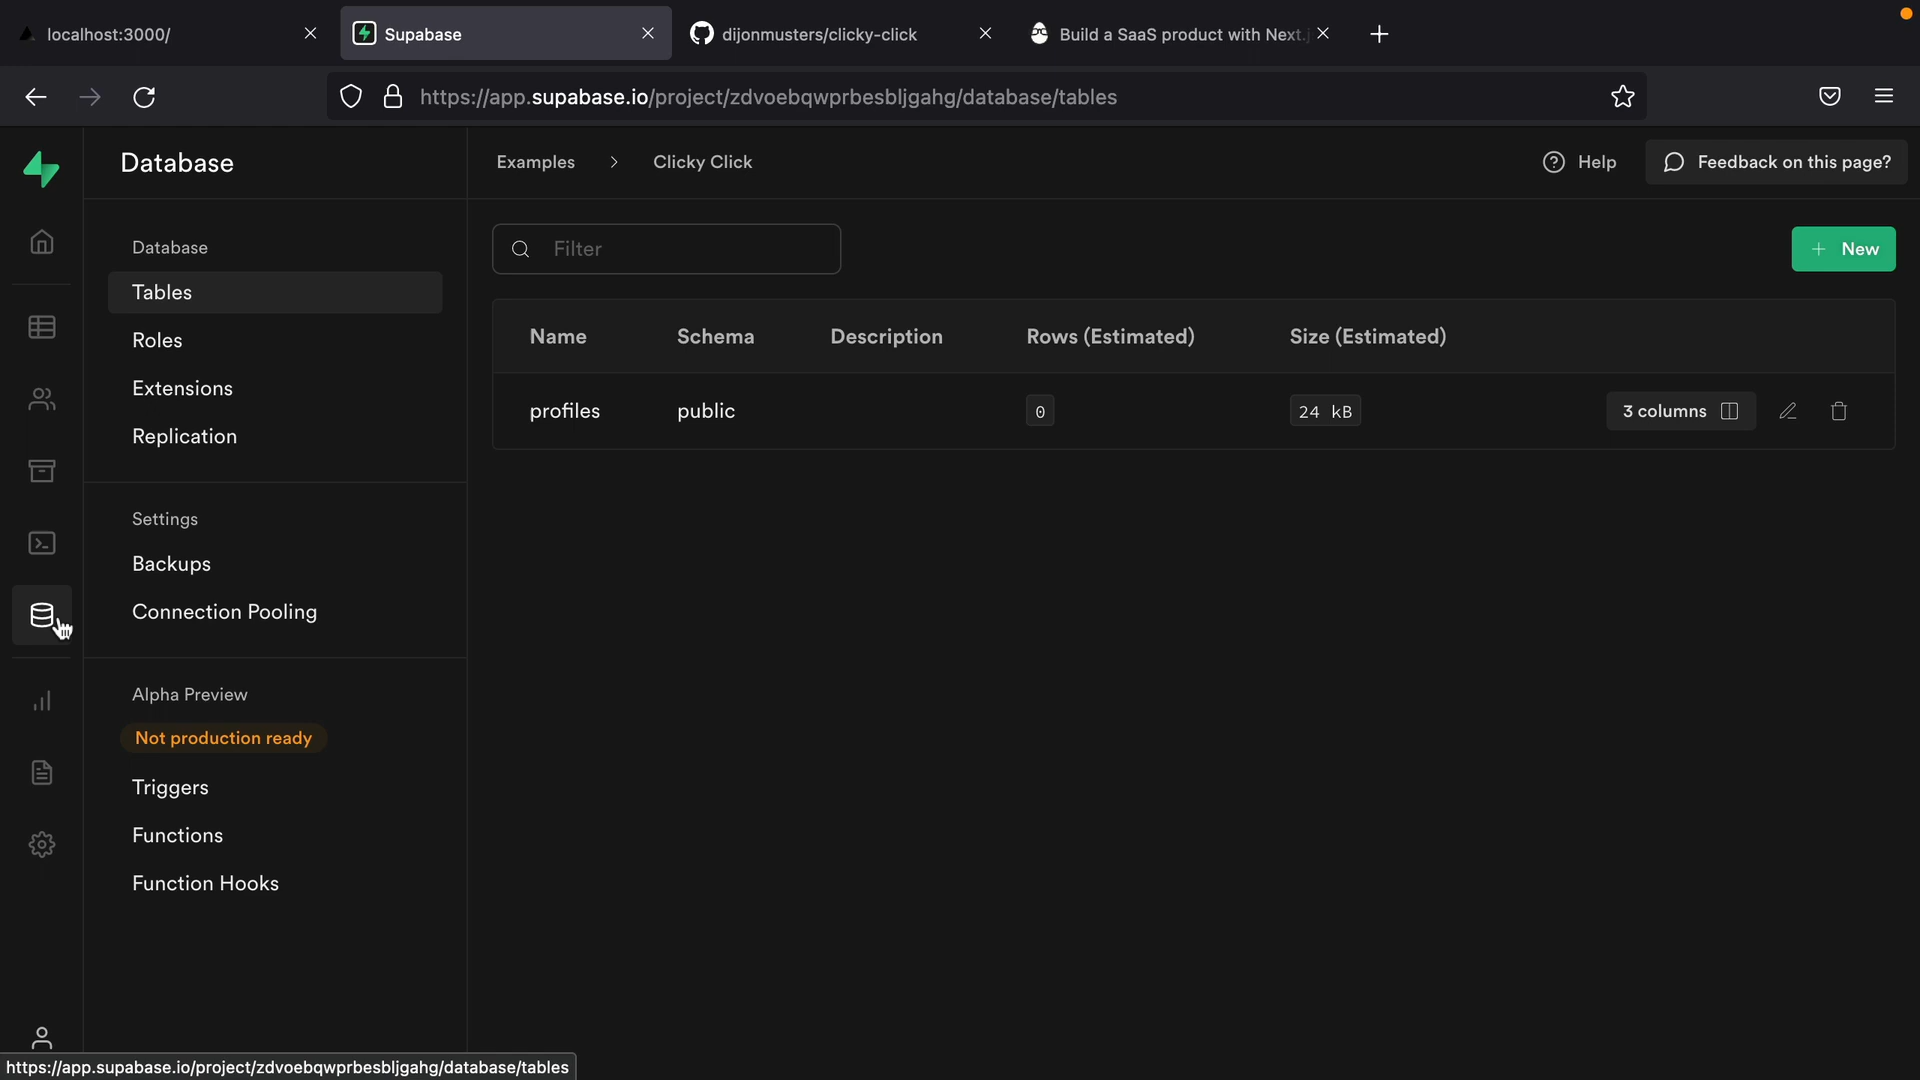 localhost:3000/
Supabase
dijonmusters/clicky-click
Build a SaaS product with Next.j
https://app.supabase.io/project/zdvoebqwprbesbljgahg/database/tables
Database
Examples > Clicky Click
Help
Feedback on this page?
Database
Tables
Roles
Extensions
Replication
Settings
Backups
Connection Pooling
Alpha Preview
Not production ready
Triggers
Functions
Function Hooks
Filter
+ New
Name Schema Description Rows (Estimated) Size (Estimated)
profiles public 0 24 kB 3 columns
https://app.supabase.io/project/zdvoebqwprbesbljgahg/database/tables